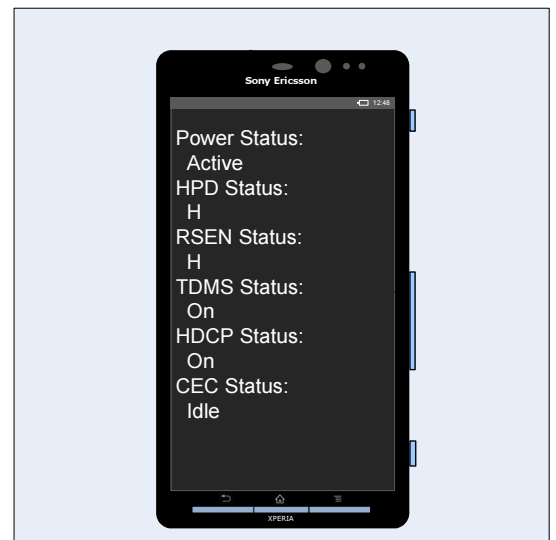 Sony Ericsson
12:48
Power Status:
Active
HPD Status:
H
RSEN Status:
H
TDMS Status:
On
HDCP Status:
On
CEC Status:
Idle
XPERIA